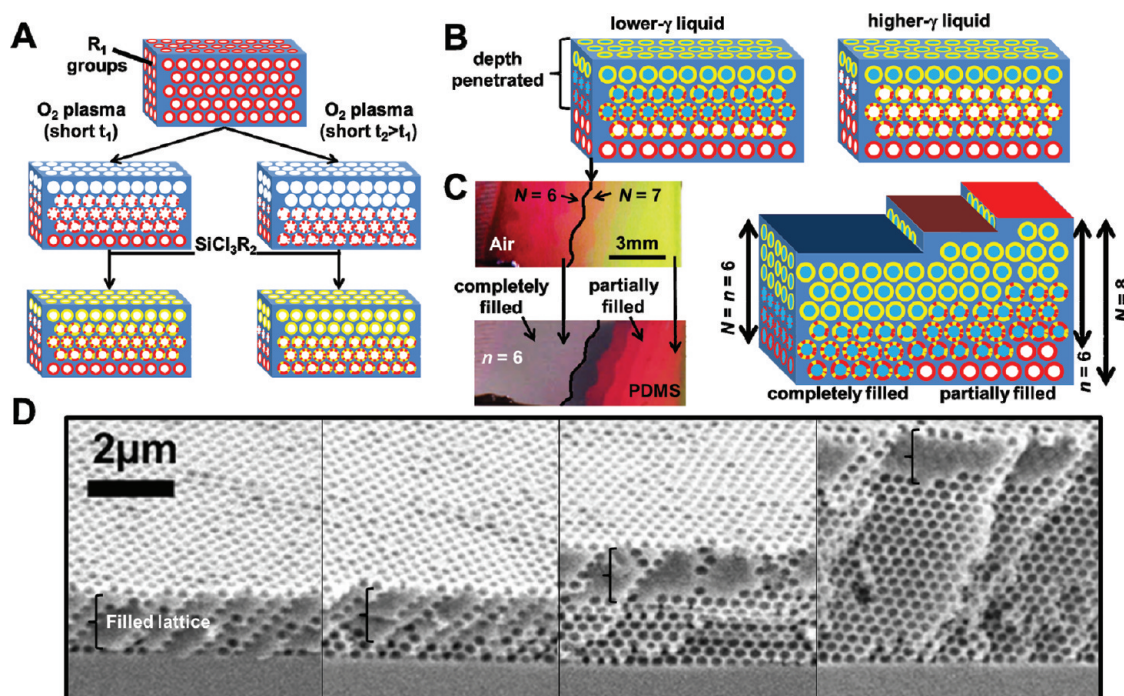 A
R1
groups
O2 plasma
(short t1)
O2 plasma
(short t2>t1)
SiCl3R2
B
lower-γ liquid
higher-γ liquid
depth
penetrated
C
N = 6
N = 7
Air
3mm
completely
filled
partially
filled
n = 6
PDMS
N = n = 6
n = 6
N = 8
completely filled
partially filled
D
2μm
Filled lattice